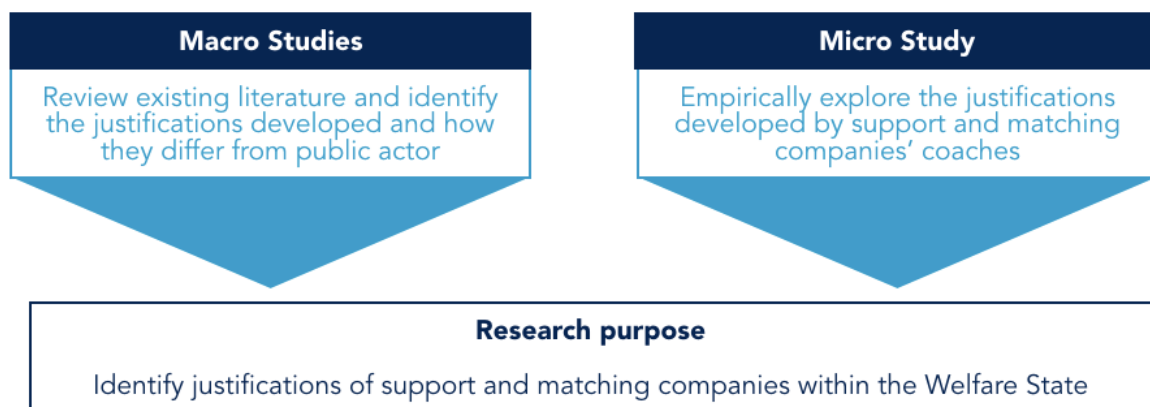 Macro Studies
Review existing literature and identify
the justifications developed and how
they differ from public actor
Micro Study
Empirically explore the justifications
developed by support and matching
companies' coaches
Research purpose
Identify justifications of support and matching companies within the Welfare State